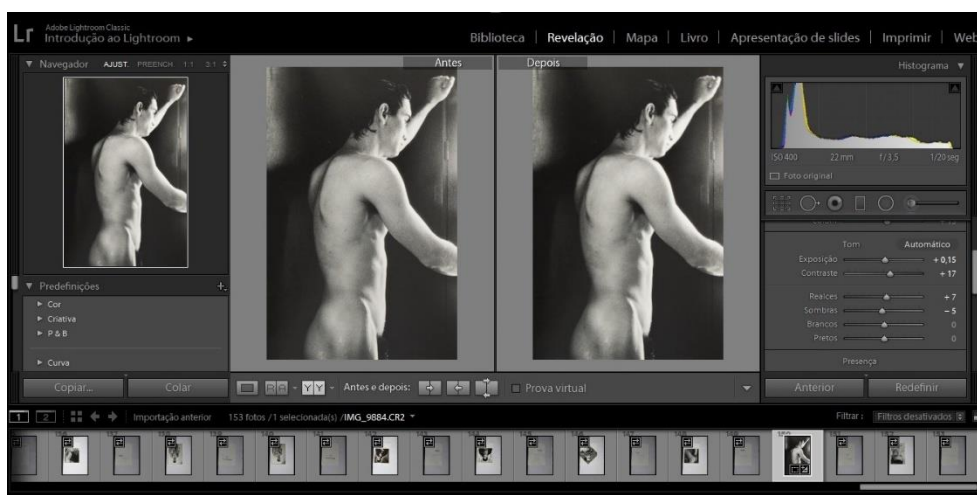 Adobe Lightroom Classic
Lr Introdução ao Lightroom
Biblioteca | Revelação | Mapa | Livro | Apresentação de slides | Imprimir | Web
Navegador AJUST. PREENCH 1:1 3:1
Antes
Depois
Histograma
ISO 400 22 mm f/3,5 1/20 seg
Foto original
Tom Automático
Exposição +0,15
Contraste +17
Realces +7
Sombras -5
Brancos 0
Pretos 0
Presença
Predefinições
Cor
Criativa
P & B
Curva
Copiar... Colar
R A Y Y Antes e depois: Prova virtual
Anterior Redefinir
1 2 Importação anterior 153 fotos /1 selecionada(s) /IMG_9884.CR2
Filtrar: Filtros desativados